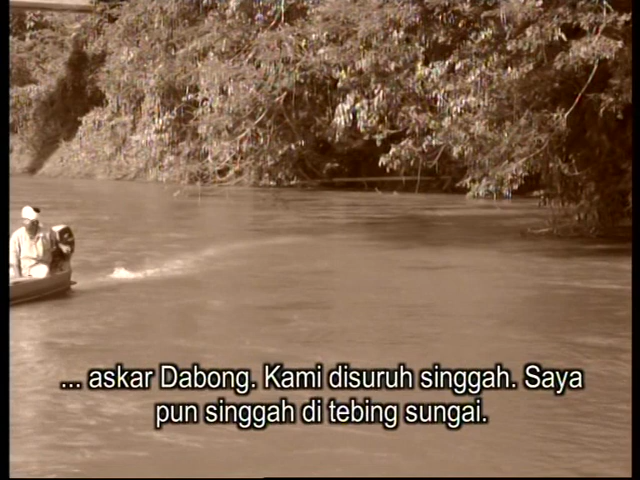 ... askar Dabong. Kami disuruh singgah. Saya
pun singgah di tebing sungai.